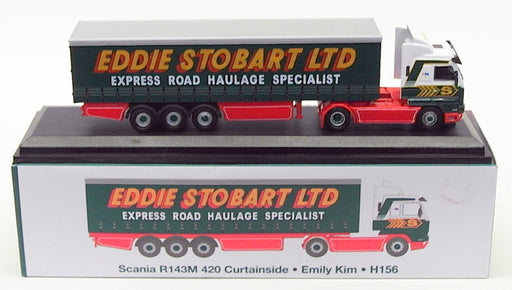 EDDIE STOBART LTD
EXPRESS ROAD HAULAGE SPECIALIST
S
EDDIE STOBART LTD
EXPRESS ROAD HAULAGE SPECIALIST
S
Scania R143M 420 Curtainside • Emily Kim • H156